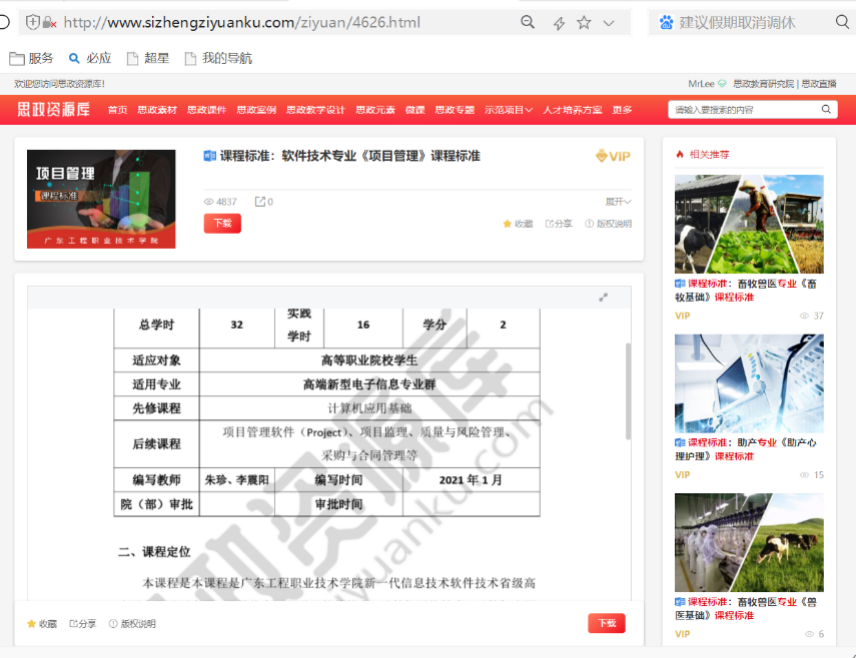 http://www.sizhengziyuanku.com/ziyuan/4626.html
建议假期取消调休
服务 必应 超星 我的导航
欢迎您访问思政资源库!
MrLee 思政教育研究院 | 思政直播
思政资源库 首页 思政素材 思政课件 思政案例 思政教学设计 思政元素 微课 思政专题 示范项目 人才培养方案 更多
请输入要搜索的内容
项目管理
课程标准
广东工程职业技术学院
课程标准:软件技术专业《项目管理》课程标准
VIP
4837 0
展开
下载
收藏 分享 版权说明
总学时 32 实践学时 16 学分 2
适应对象 高等职业院校学生
适用专业 高端新型电子信息专业群
先修课程 计算机应用基础
后续课程 项目管理软件(Project)、项目监理、质量与风险管理、
采购与合同管理等
编写教师 朱珍、李震阳 编写时间 2021 年 1 月
院(部)审批 审批时间
二、课程定位
本课程是本课程是广东工程职业技术学院新一代信息技术软件技术省级高
收藏 分享 版权说明
下载
相关推荐
课程标准:畜牧兽医专业《畜
牧基础》课程标准
VIP 37
课程标准:助产专业《助产心
理护理》课程标准
VIP 15
课程标准:畜牧兽医专业《兽
医基础》课程标准
VIP 6